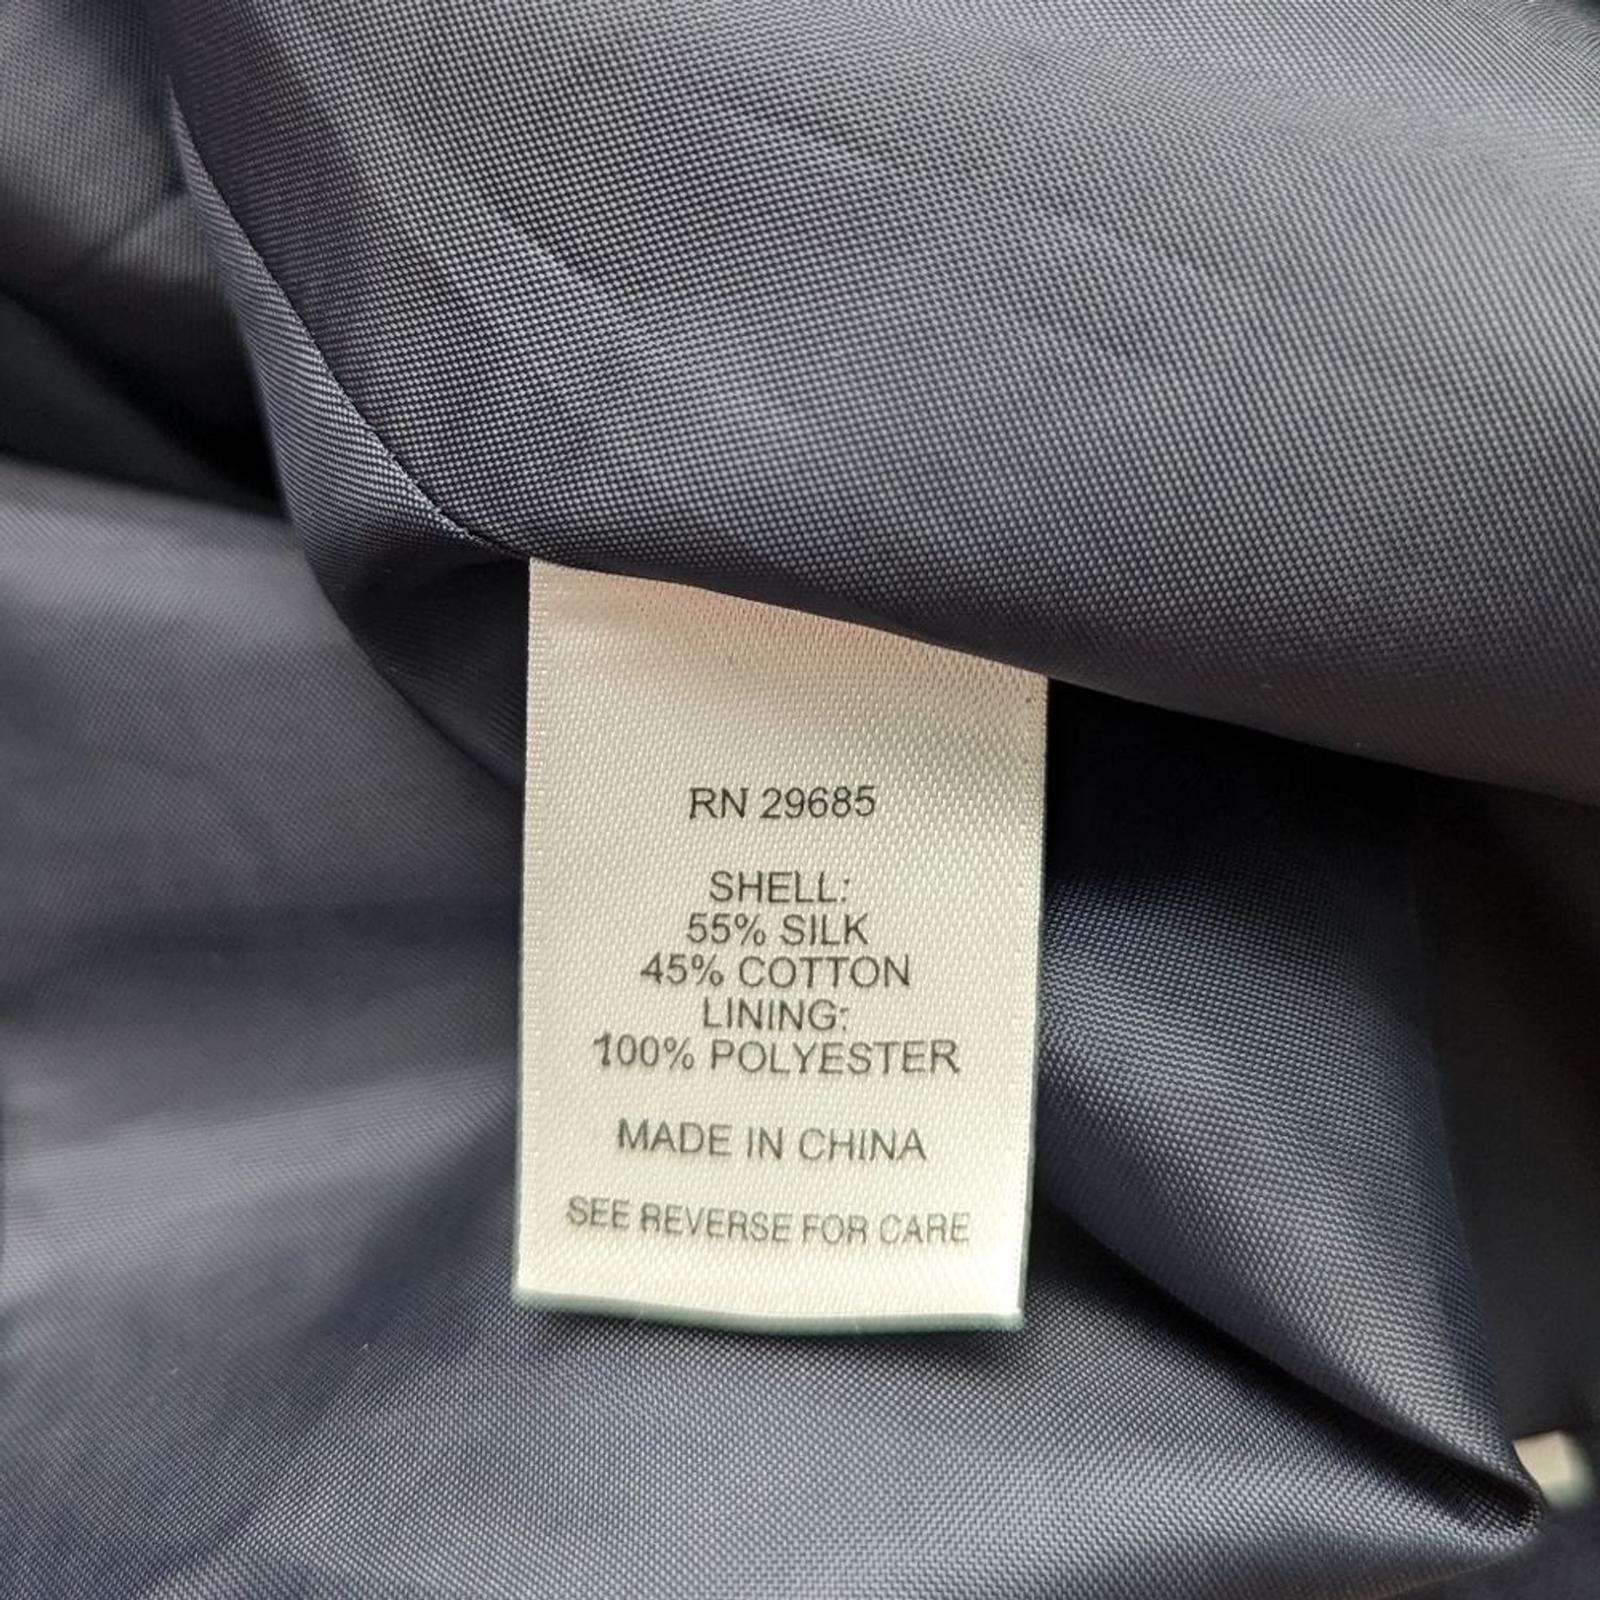 RN 29685
SHELL:
55% SILK
45% COTTON
LINING:
100% POLYESTER
MADE IN CHINA
SEE REVERSE FOR CARE